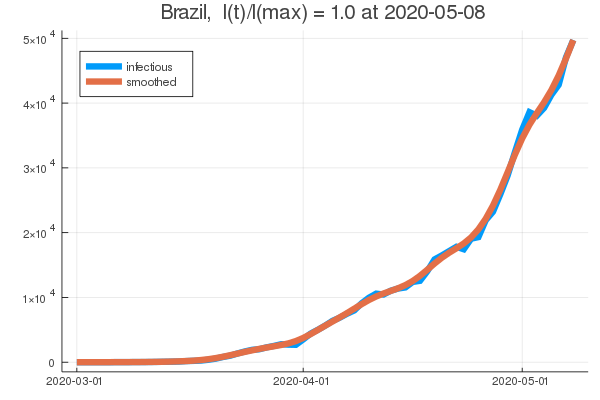 Brazil, I(t)/I(max) = 1.0 at 2020-05-08
infectious
smoothed
5×10⁴
4×10⁴
3×10⁴
2×10⁴
1×10⁴
0
2020-03-01 2020-04-01 2020-05-01